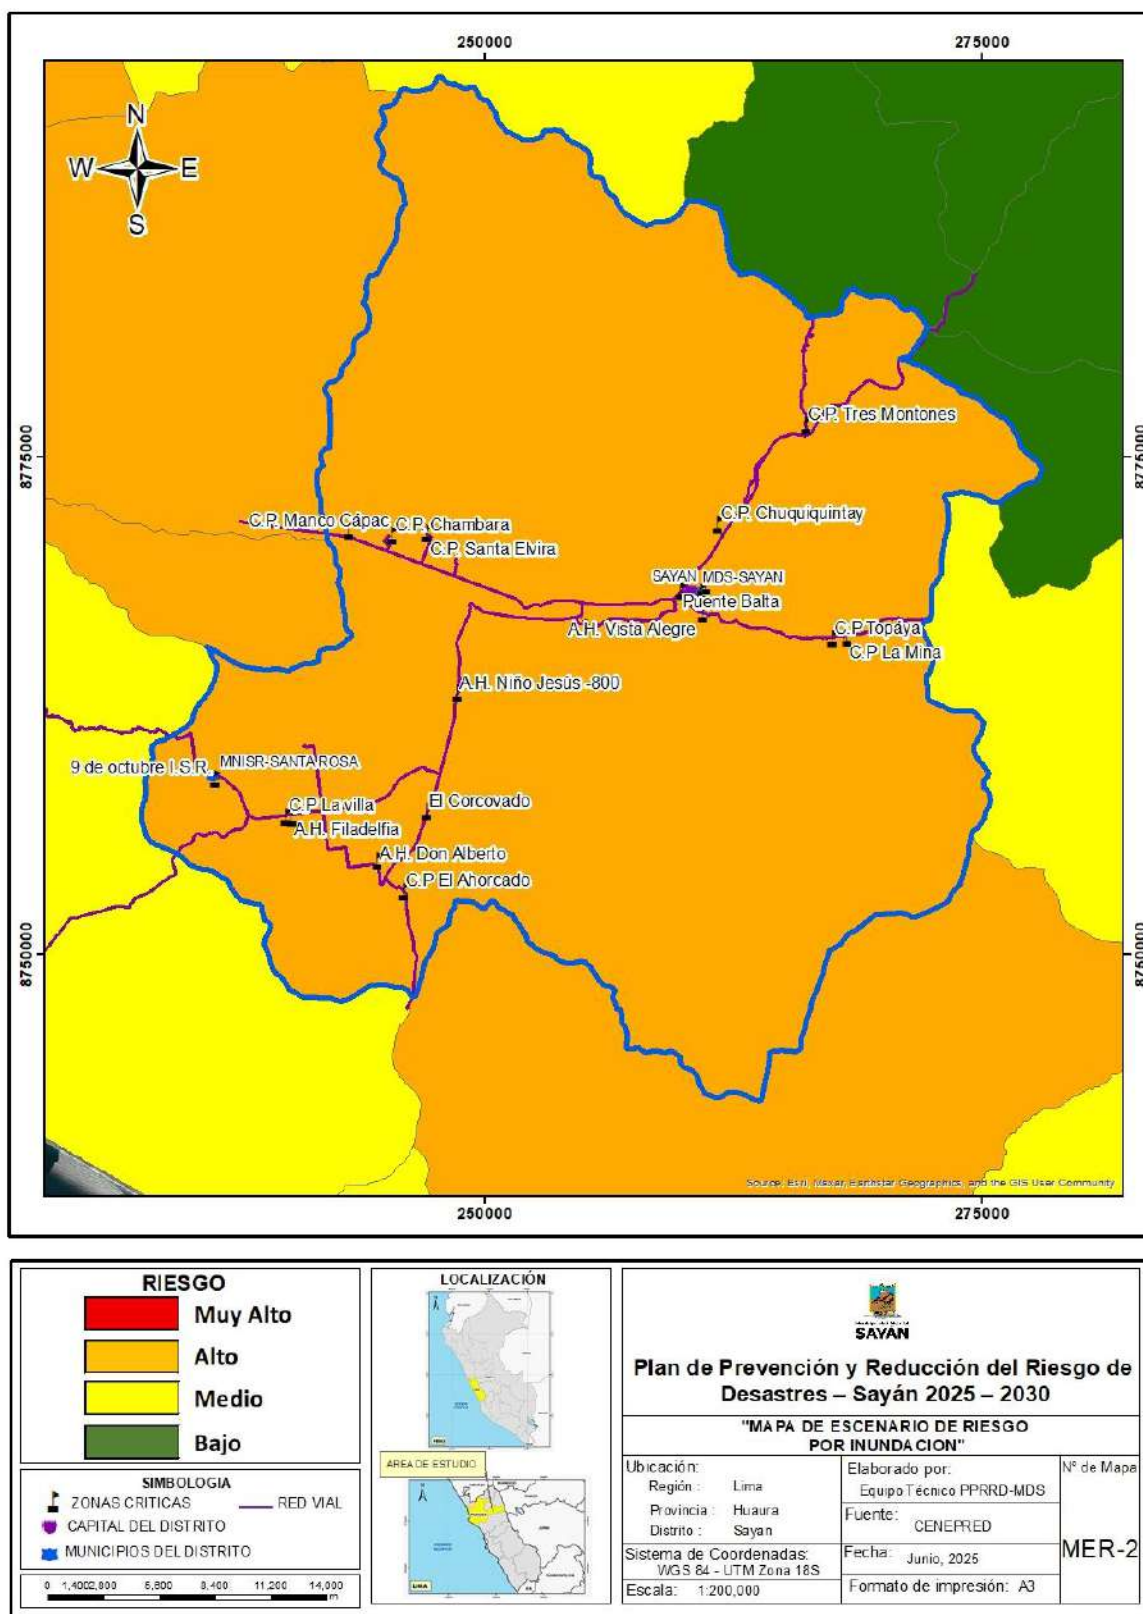 250000
275000
N
W
E
S
8775000
8775000
C.P. Tres Montones
C.P. Manco Cápac
C.P. Chambara
C.P. Chuquiquintay
C.P. Santa Elvira
SAYAN
MDS-SAYAN
Puente Balta
A.H. Vista Alegre
C.P Topáya
C.P La Mina
A.H. Niño Jesús -800
9 de octubre I.S.R.
MNISR-SANTA ROSA
C.P La villa
El Corcovado
A.H. Filadelfia
A.H. Don Alberto
C.P El Ahorcado
8750000
8750000
Source: Esri, Maxar, Earthstar Geographics, and the GIS User Community
250000
275000
RIESGO
Muy Alto
Alto
Medio
Bajo
SIMBOLOGIA
ZONAS CRITICAS
RED VIAL
CAPITAL DEL DISTRITO
MUNICIPIOS DEL DISTRITO
0 1,4002,800 5,600 8,400 11,200 14,000
m
LOCALIZACIÓN
AREA DE ESTUDIO
LIMA
SAYAN
Plan de Prevención y Reducción del Riesgo de
Desastres – Sayán 2025 – 2030
"MAPA DE ESCENARIO DE RIESGO
POR INUNDACION"
Ubicación:
Región : Lima
Provincia : Huaura
Distrito : Sayan
Sistema de Coordenadas:
WGS 84 - UTM Zona 18S
Escala: 1:200,000
Elaborado por:
Equipo Técnico PPRRD-MDS
Fuente:
CENEPRED
Fecha: Junio, 2025
Formato de impresión: A3
N° de Mapa
MER-2